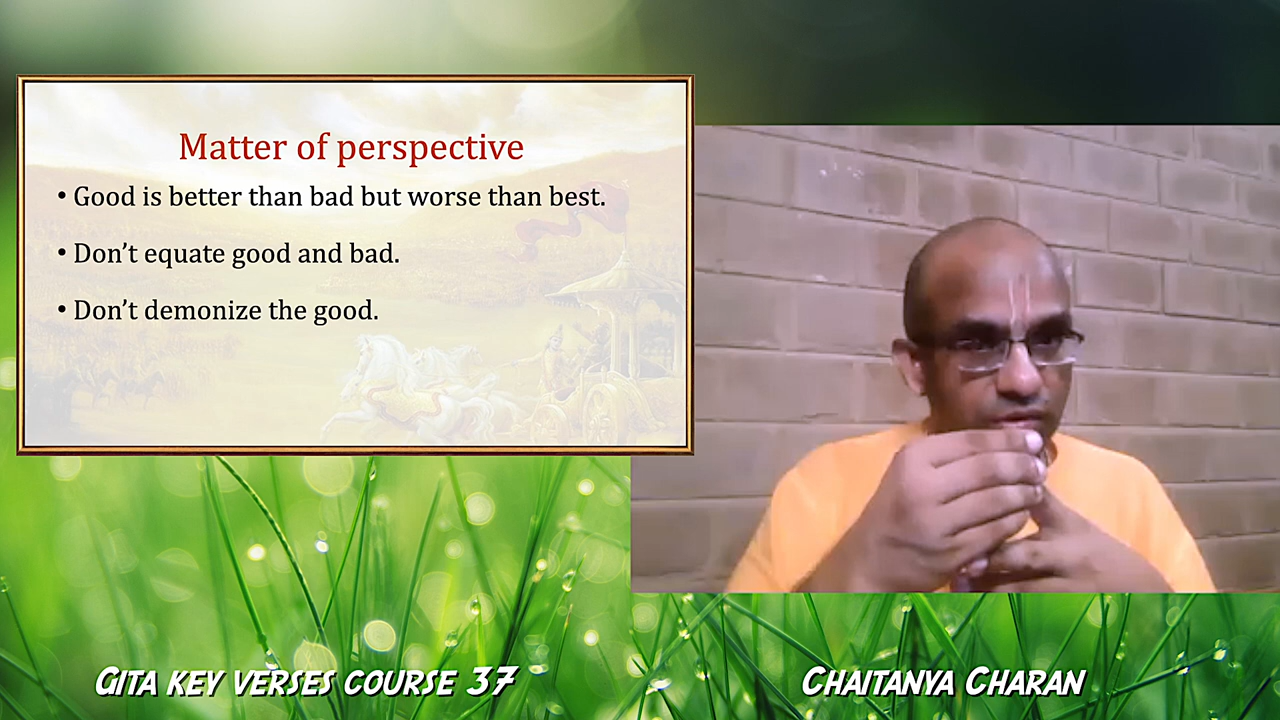 Matter of perspective
• Good is better than bad but worse than best.
• Don’t equate good and bad.
• Don’t demonize the good.
GITA KEY VERSES COURSE 37
CHAITANYA CHARAN